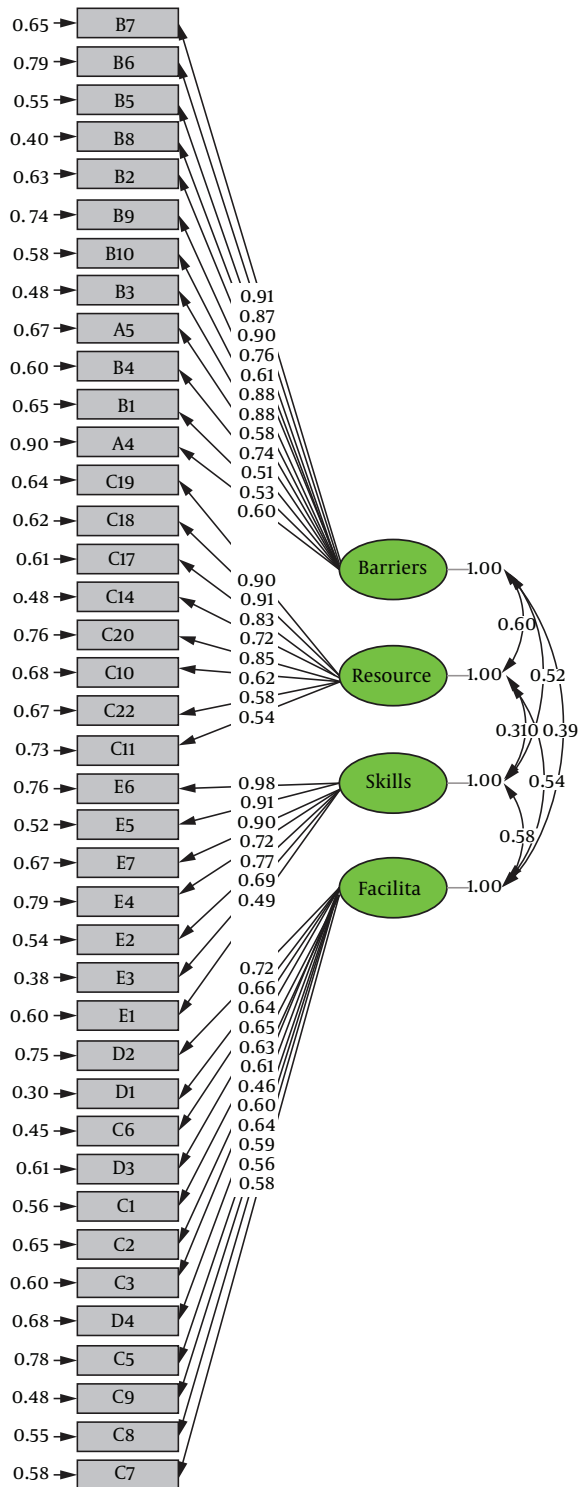 0.65 B7
0.79 B6
0.55 B5
0.40 B8
0.63 B2
0.74 B9
0.58 B10
0.48 B3
0.67 A5
0.60 B4
0.65 B1
0.90 A4
0.64 C19
0.62 C18
0.61 C17
0.48 C14
0.76 C20
0.68 C10
0.67 C22
0.73 C11
0.76 E6
0.52 E5
0.67 E7
0.79 E4
0.54 E2
0.38 E3
0.60 E1
0.75 D2
0.30 D1
0.45 C6
0.61 D3
0.56 C1
0.65 C2
0.60 C3
0.68 D4
0.78 C5
0.48 C9
0.55 C8
0.58 C7
0.91
0.87
0.90
0.76
0.61
0.88
0.88
0.58
0.74
0.51
0.53
0.60
0.90
0.91
0.83
0.72
0.85
0.62
0.58
0.54
0.98
0.91
0.90
0.72
0.77
0.69
0.49
0.72
0.66
0.64
0.65
0.63
0.61
0.46
0.60
0.64
0.59
0.56
0.58
Barriers 1.00
Resource 1.00
Skills 1.00
Facilita 1.00
0.60
0.52
0.310
0.39
0.54
0.58